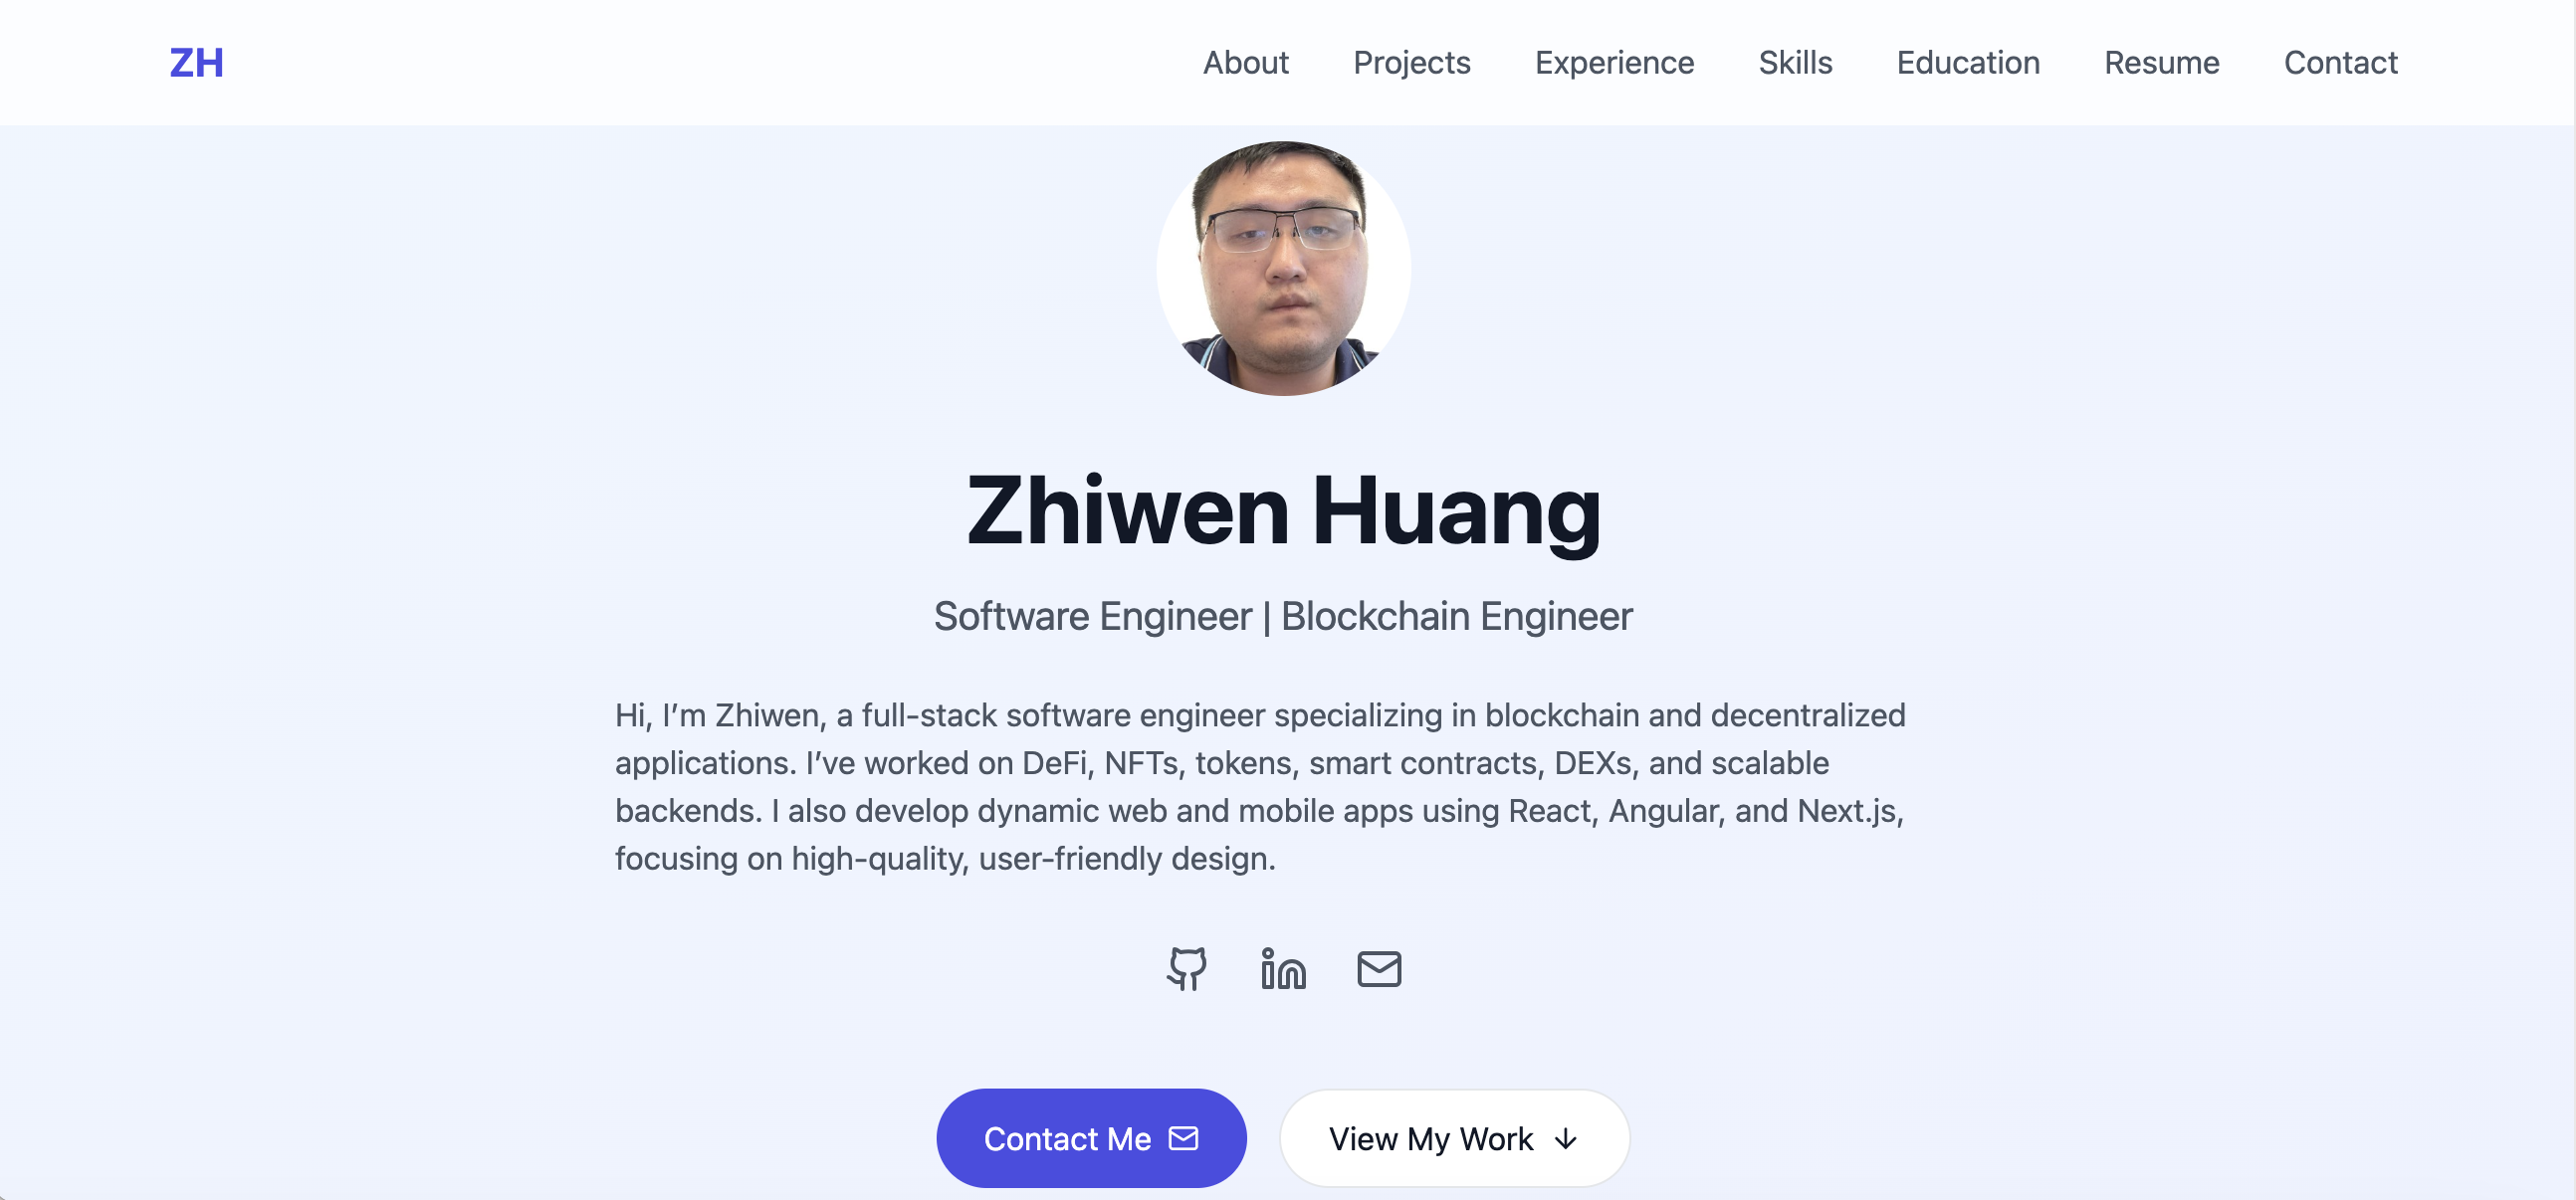 ZH
About
Projects
Experience
Skills
Education
Resume
Contact
Zhiwen Huang
Software Engineer | Blockchain Engineer
Hi, I’m Zhiwen, a full-stack software engineer specializing in blockchain and decentralized
applications. I’ve worked on DeFi, NFTs, tokens, smart contracts, DEXs, and scalable
backends. I also develop dynamic web and mobile apps using React, Angular, and Next.js,
focusing on high-quality, user-friendly design.
in
Contact Me
View My Work